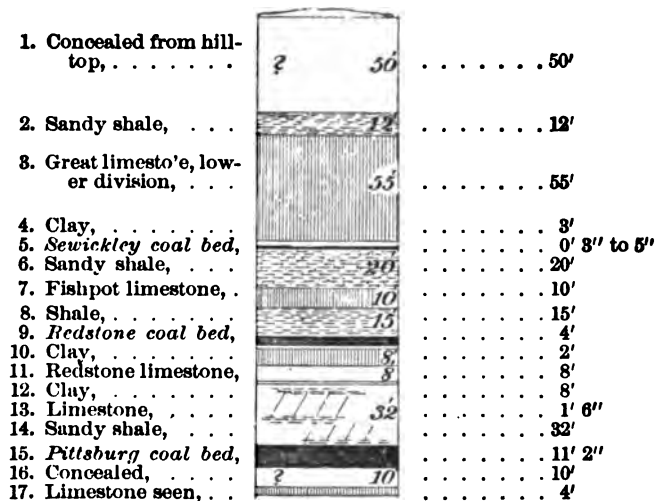 1. Concealed from hill-
top, . . . . . . . ? 50 . . . . . . . 50'
2. Sandy shale, . . . 12' . . . . . . . 12'
3. Great limesto'e, low-
er division, . . . 55' . . . . . . . 55'
4. Clay, . . . . . . . . . . . . . . 3'
5. Sewickley coal bed, . . . . . . . 0' 3" to 5"
6. Sandy shale, . . . 20' . . . . . . . 20'
7. Fishpot limestone, . 10' . . . . . . . 10'
8. Shale, . . . . . . 15' . . . . . . . 15'
9. Redstone coal bed, . . . . . . . 4'
10. Clay, . . . . . . . 8, . . . . . . . 2'
11. Redstone limestone, 8 . . . . . . . 8'
12. Clay, . . . . . . . . . . . . . . 8'
13. Limestone, . . . . 32' . . . . . . . 1' 6"
14. Sandy shale, . . . . . . . . . . 32'
15. Pittsburg coal bed, . . . . . . . 11' 2"
16. Concealed, . . . . ? 10 . . . . . . . 10'
17. Limestone seen, . . . . . . . . . 4'